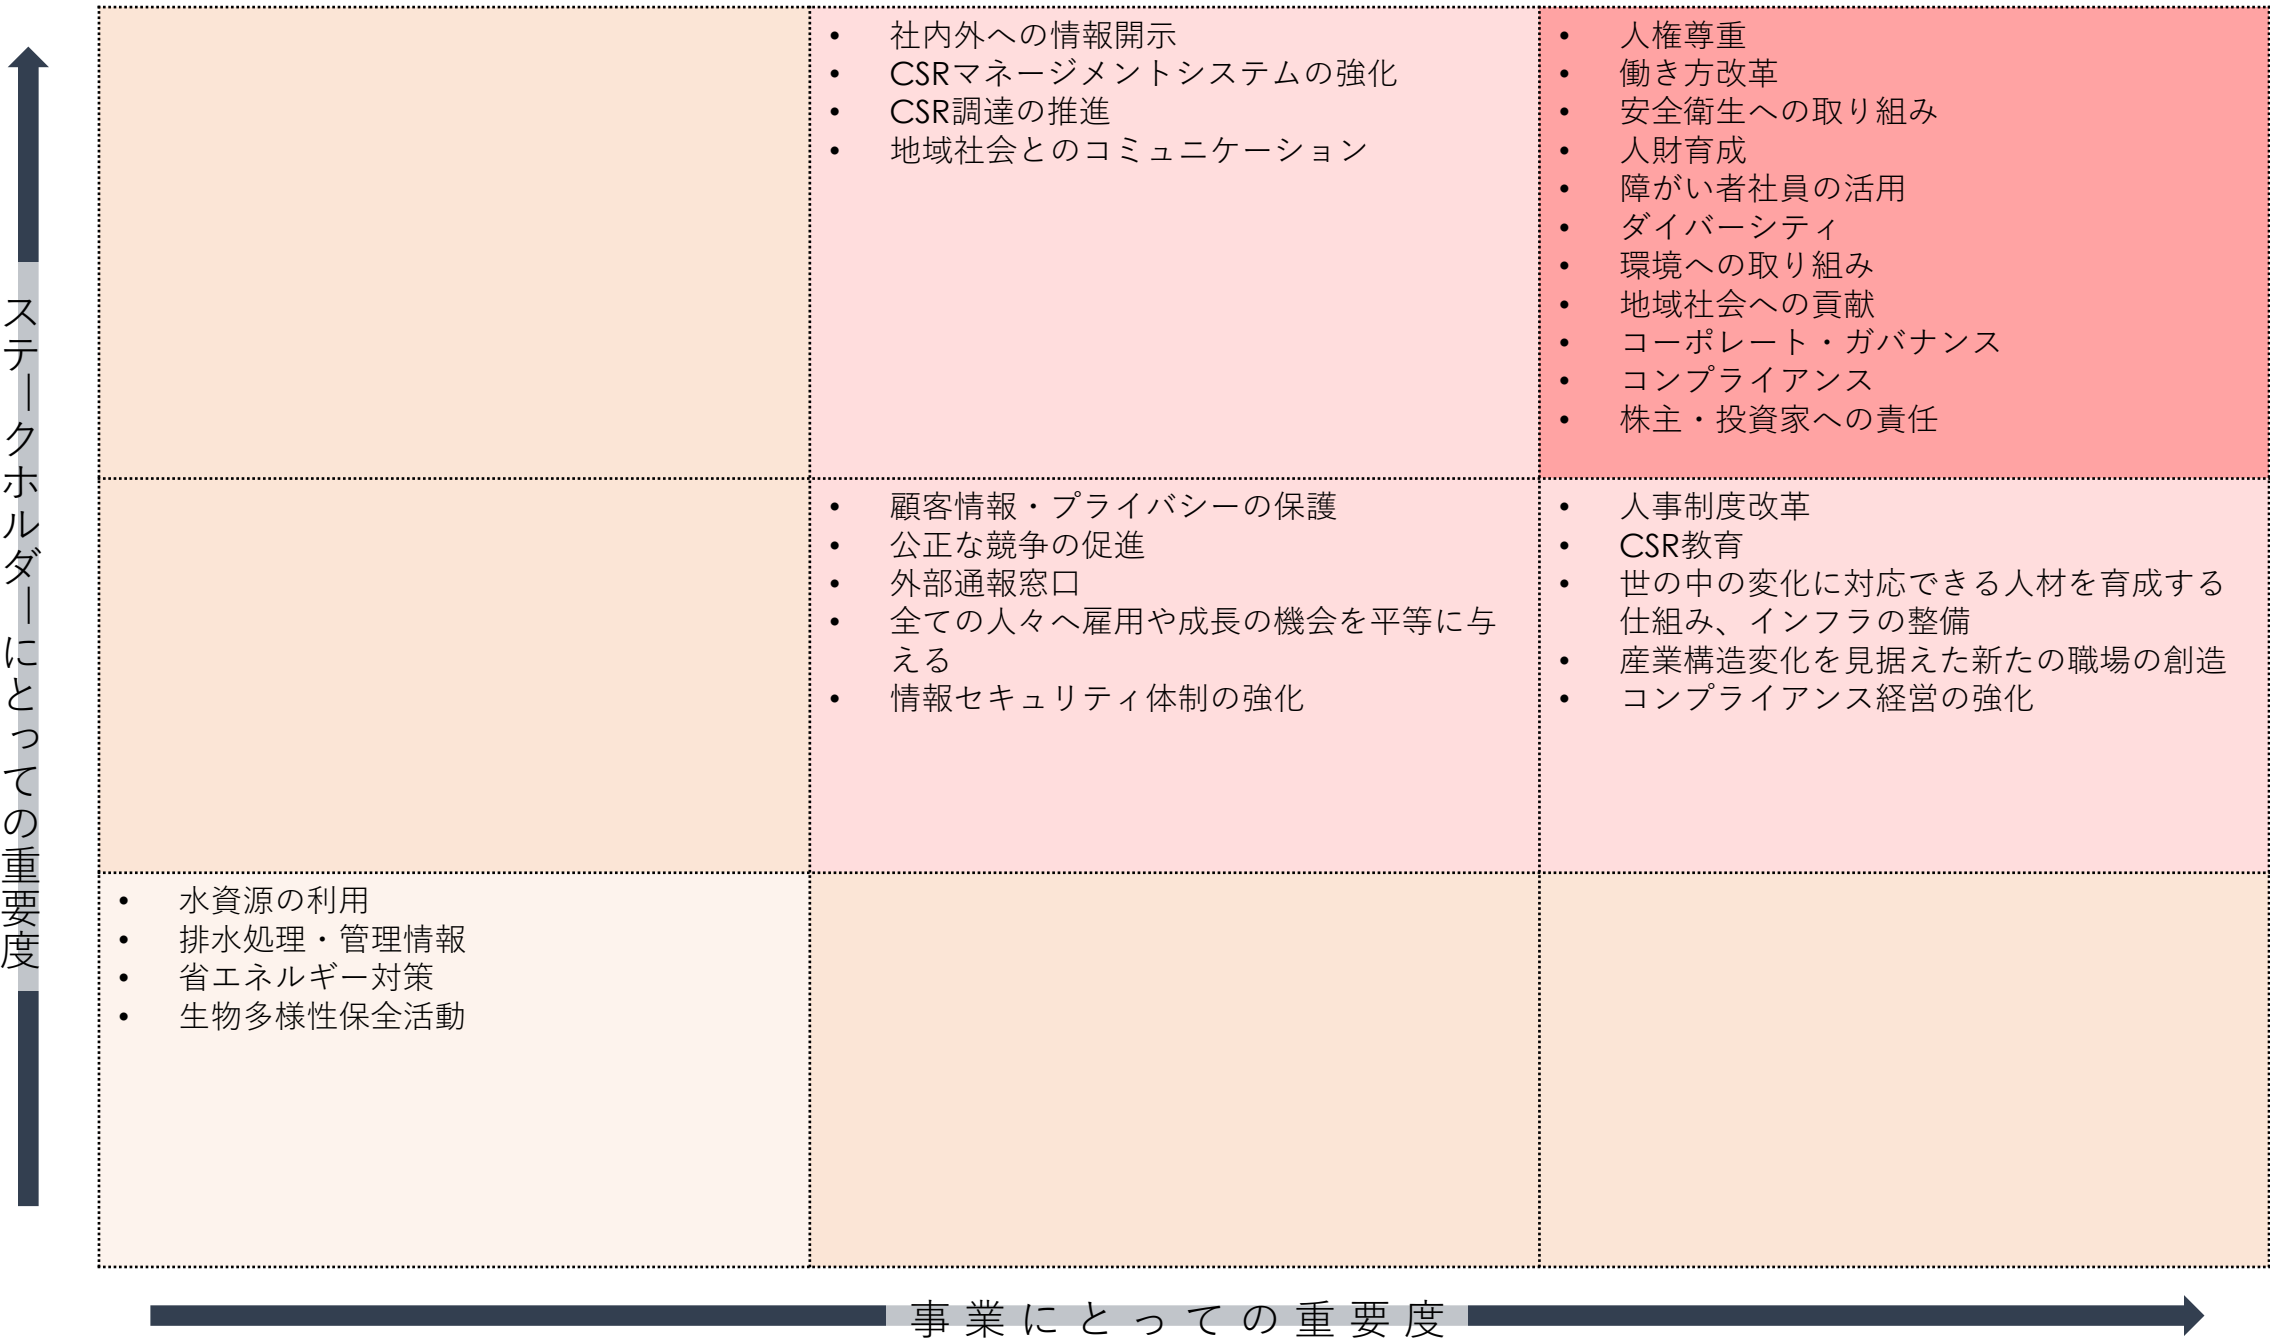 ステークホルダーにとっての重要度
• 社内外への情報開示
• CSRマネージメントシステムの強化
• CSR調達の推進
• 地域社会とのコミュニケーション
• 人権尊重
• 働き方改革
• 安全衛生への取り組み
• 人財育成
• 障がい者社員の活用
• ダイバーシティ
• 環境への取り組み
• 地域社会への貢献
• コーポレート・ガバナンス
• コンプライアンス
• 株主・投資家への責任
• 顧客情報・プライバシーの保護
• 公正な競争の促進
• 外部通報窓口
• 全ての人々へ雇用や成長の機会を平等に与
える
• 情報セキュリティ体制の強化
• 人事制度改革
• CSR教育
• 世の中の変化に対応できる人材を育成する
仕組み、インフラの整備
• 産業構造変化を見据えた新たの職場の創造
• コンプライアンス経営の強化
• 水資源の利用
• 排水処理・管理情報
• 省エネルギー対策
• 生物多様性保全活動
事業にとっての重要度